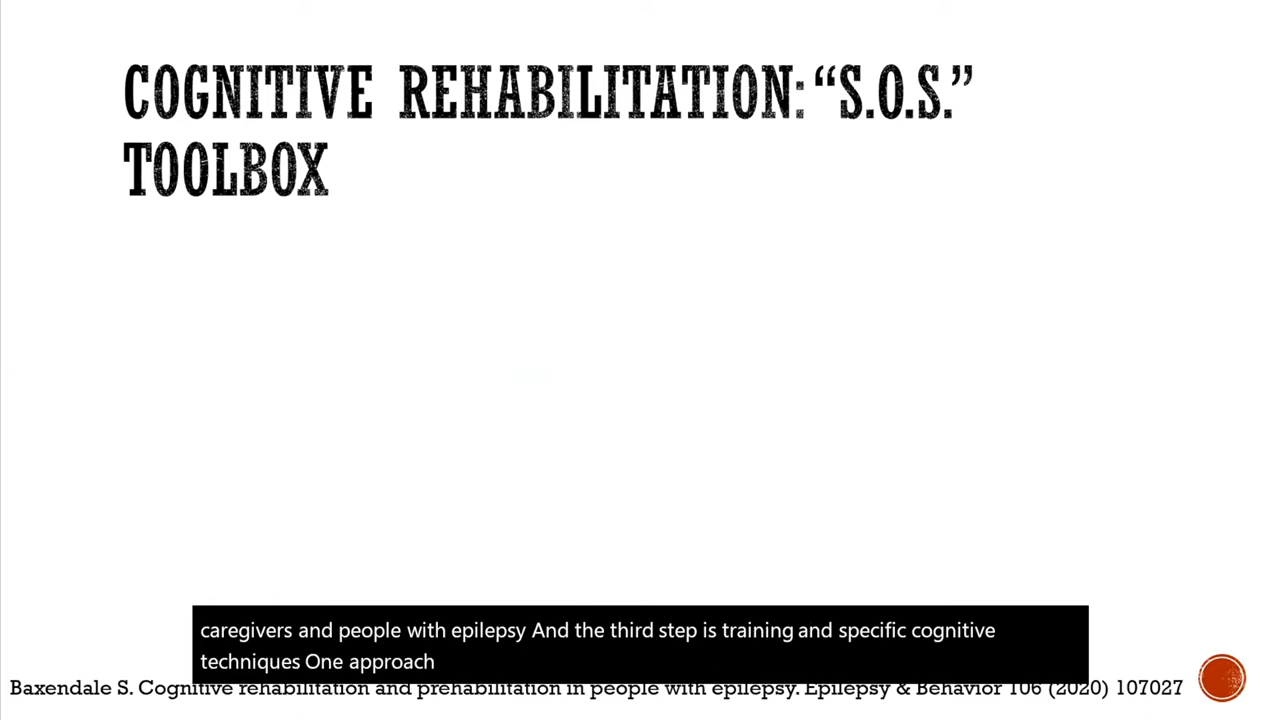 COGNITIVE REHABILITATION: “S.O.S.”
TOOLBOX
caregivers and people with epilepsy And the third step is training and specific cognitive
techniques One approach
Baxendale S. Cognitive rehabilitation and prehabilitation in people with epilepsy. Epilepsy & Behavior 106 (2020) 107027